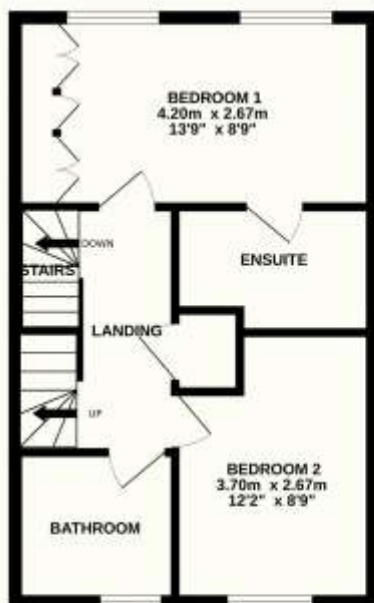 BEDROOM 1
4.20m x 2.67m
13'9" x 8'9"
DOWN
STAIRS
ENSUITE
LANDING
UP
BEDROOM 2
3.70m x 2.67m
12'2" x 8'9"
BATHROOM